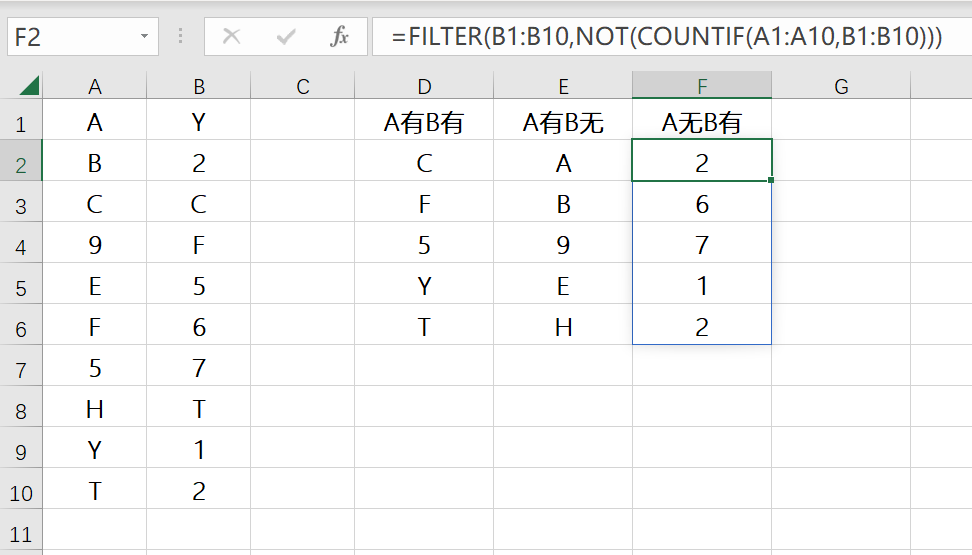 F2 fx =FILTER(B1:B10,NOT(COUNTIF(A1:A10,B1:B10)))
A B C D E F G
1 A Y A有B有 A有B无 A无B有
2 B 2 C A 2
3 C C F B 6
4 9 F 5 9 7
5 E 5 Y E 1
6 F 6 T H 2
7 5 7
8 H T
9 Y 1
10 T 2
11